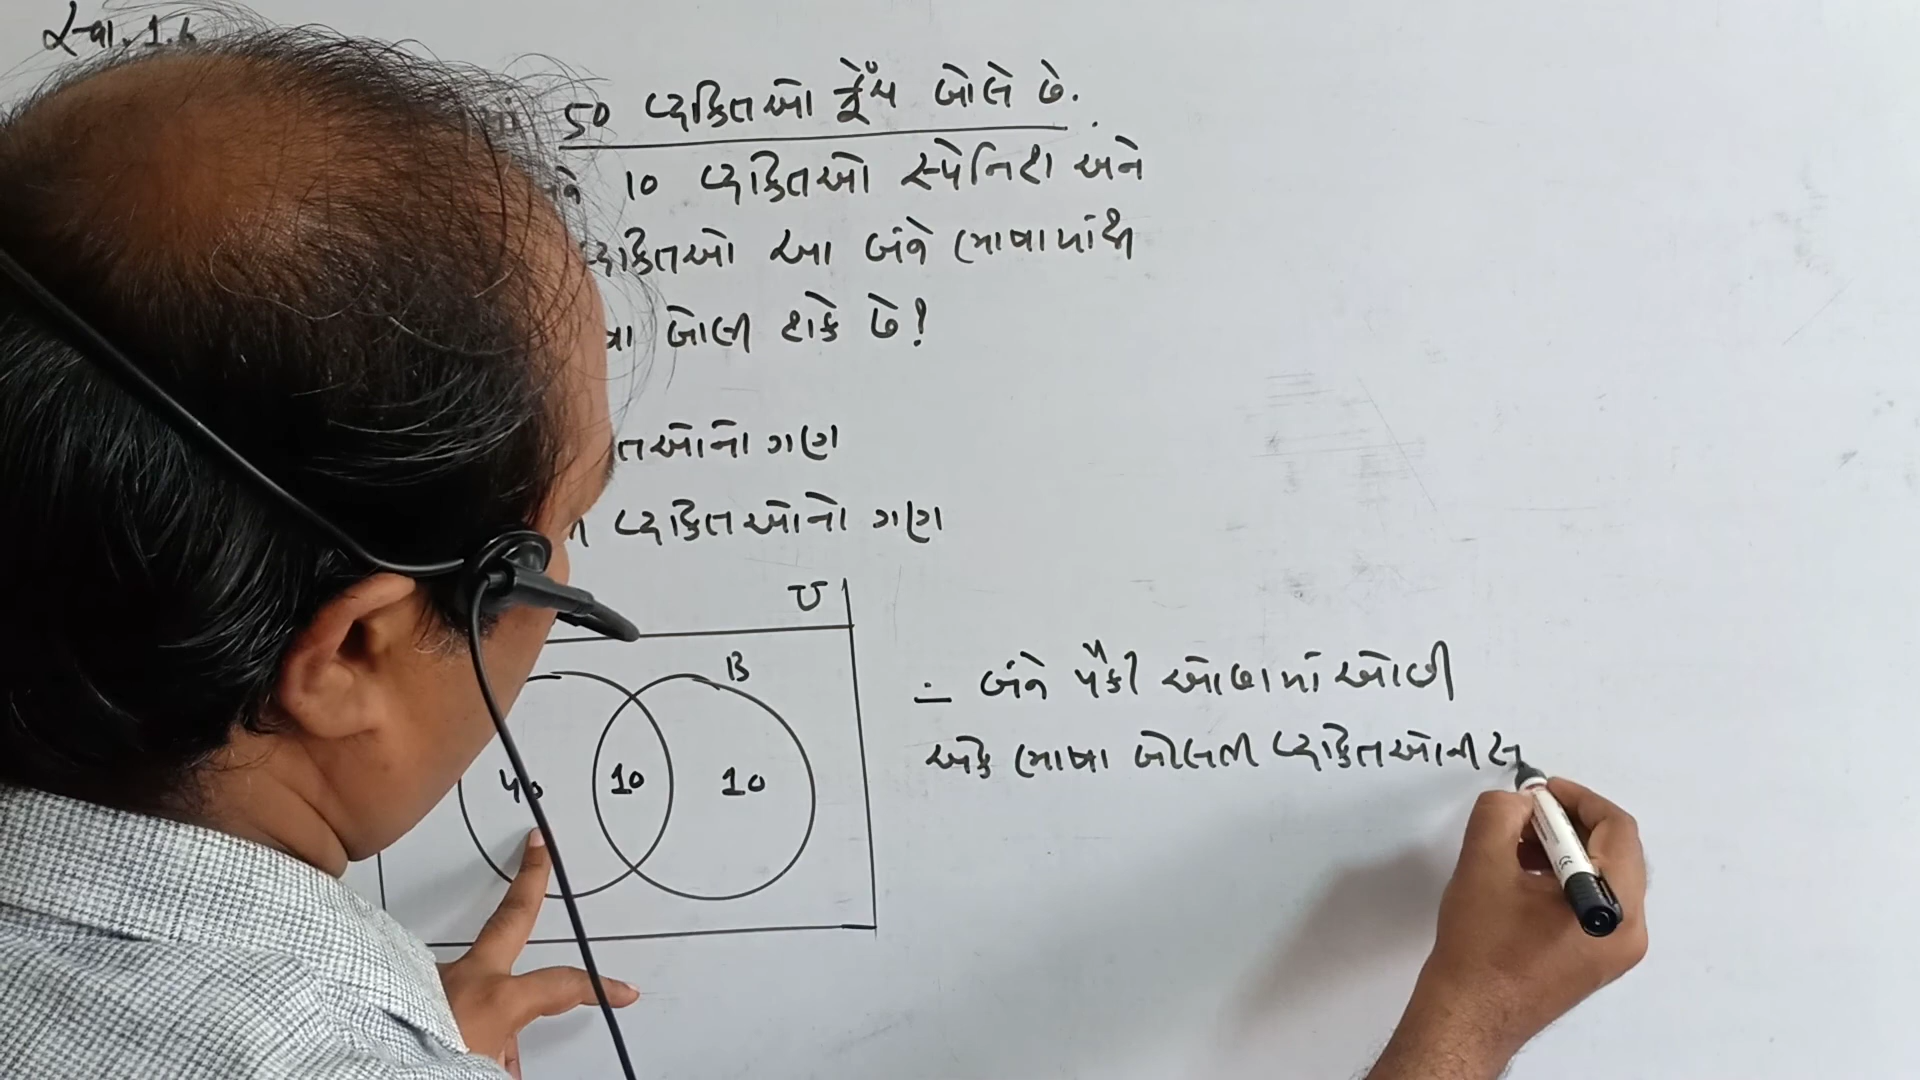 સ્વા. 1.6
50 વ્યક્તિઓ ફ્રેંચ બોલે છે.
10 વ્યક્તિઓ સ્પેનિશ અને
વ્યક્તિઓ આ બંને ભાષામાંથી
બોલી શકે છે?
તઓનો ગણ
વ્યક્તિઓનો ગણ
U
B
40 10 10
∴ બંને પૈકી ઓછામાં ઓછી
એક ભાષા બોલતી વ્યક્તિઓની સ